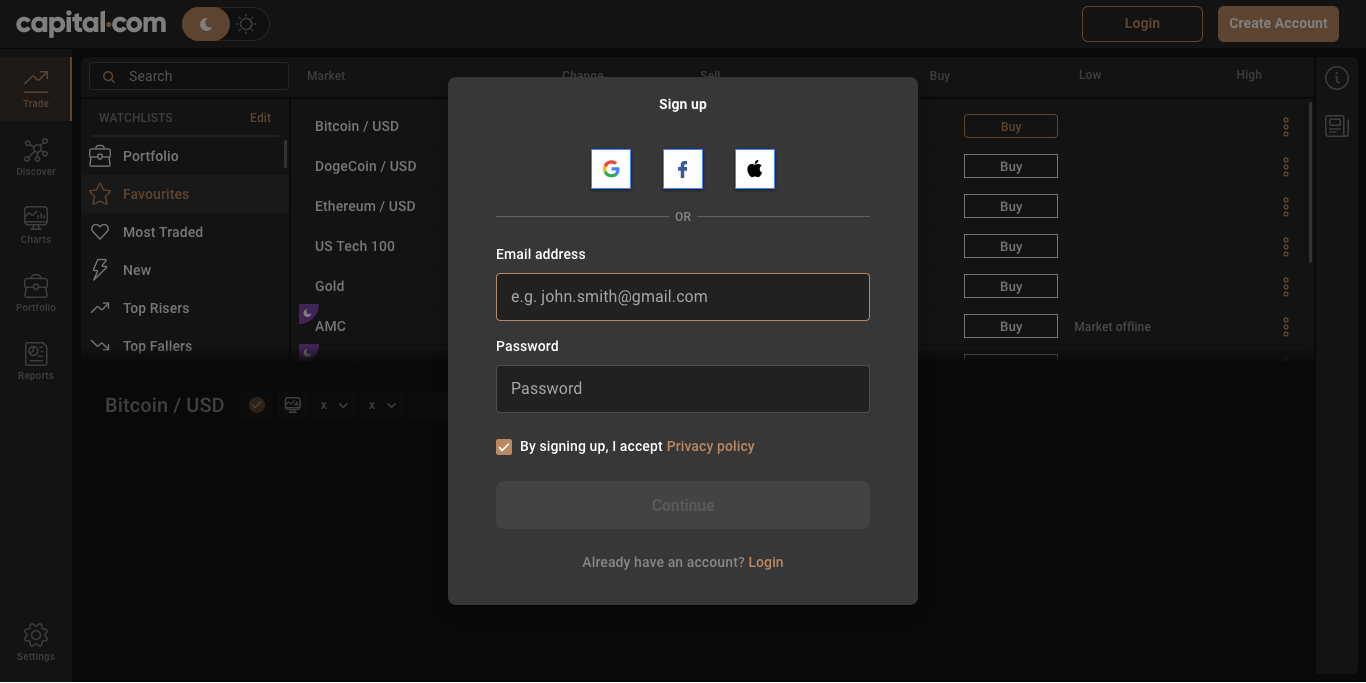 capital.com
Login
Create Account
Trade
Discover
Charts
Portfolio
Reports
Settings
Search
WATCHLISTS Edit
Portfolio
Favourites
Most Traded
New
Top Risers
Top Fallers
Market Change Sell Buy Low High
Bitcoin / USD Buy
DogeCoin / USD Buy
Ethereum / USD Buy
US Tech 100 Buy
Gold Buy
AMC Buy Market offline
Bitcoin / USD x x
Sign up
G f
OR
Email address
e.g. john.smith@gmail.com
Password
Password
By signing up, I accept Privacy policy
Continue
Already have an account? Login